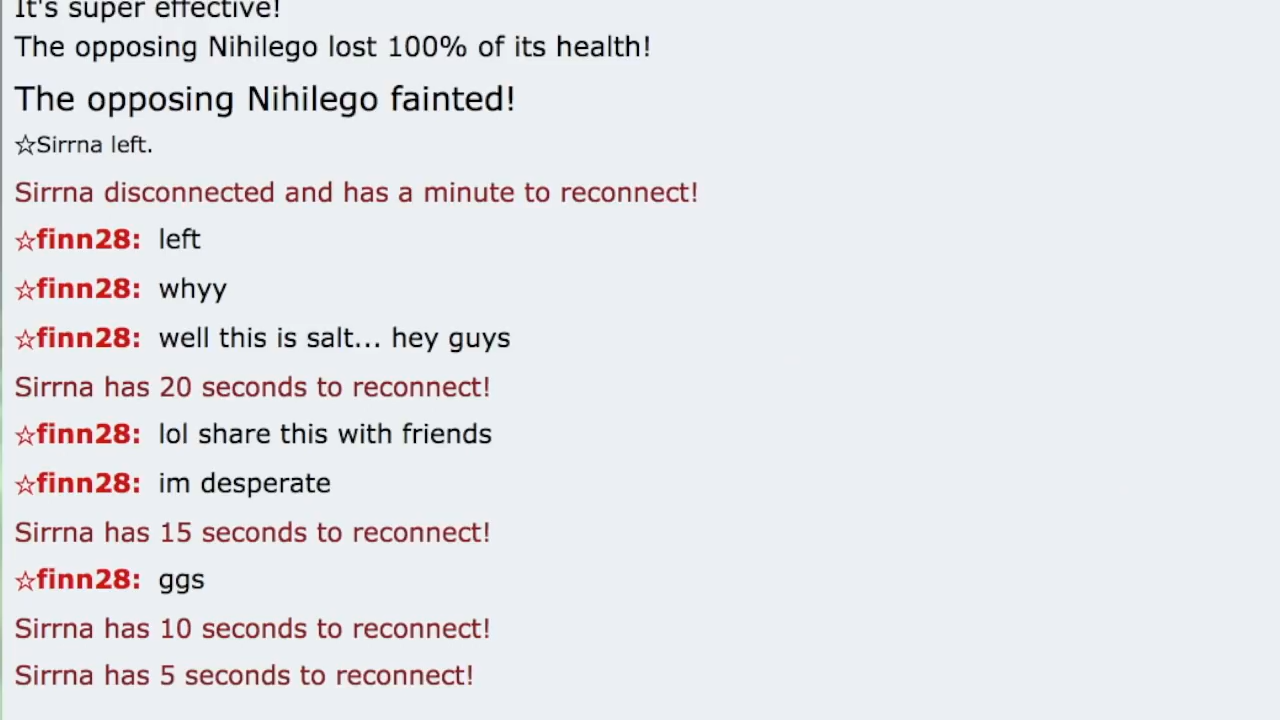 It's super effective!
The opposing Nihilego lost 100% of its health!
The opposing Nihilego fainted!
☆Sirrna left.
Sirrna disconnected and has a minute to reconnect!
☆finn28: left
☆finn28: whyy
☆finn28: well this is salt... hey guys
Sirrna has 20 seconds to reconnect!
☆finn28: lol share this with friends
☆finn28: im desperate
Sirrna has 15 seconds to reconnect!
☆finn28: ggs
Sirrna has 10 seconds to reconnect!
Sirrna has 5 seconds to reconnect!